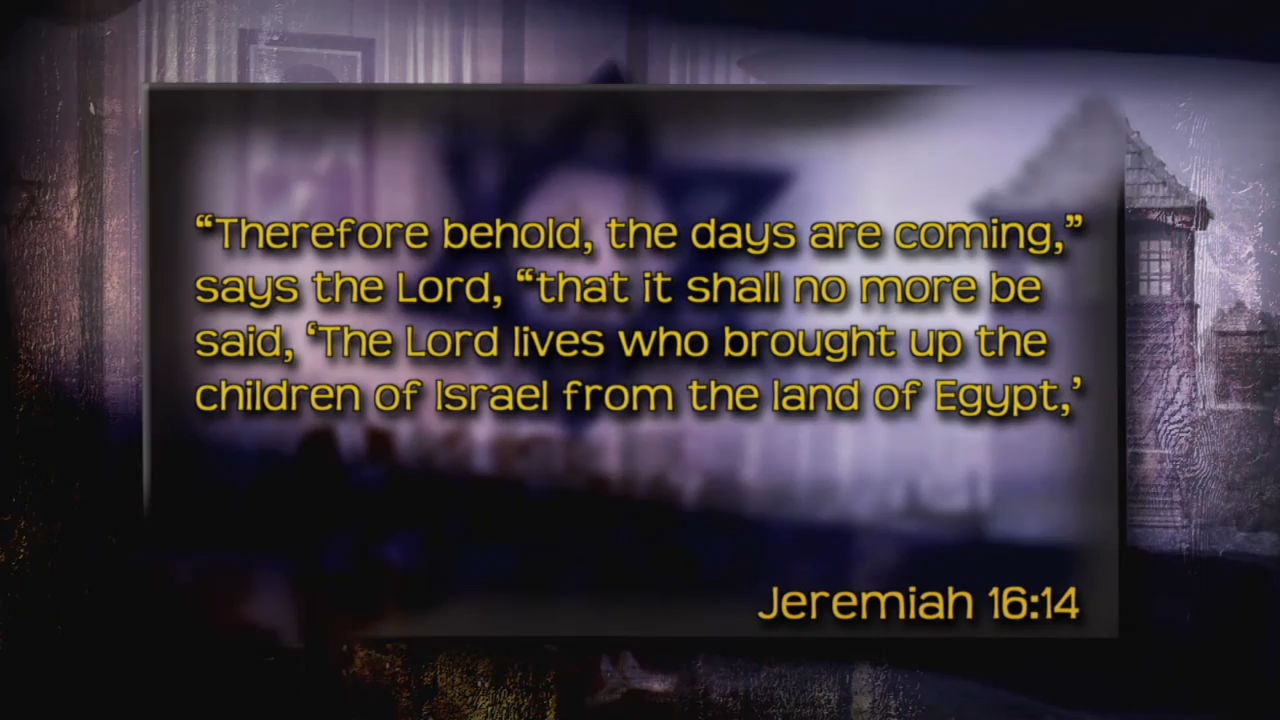 “Therefore behold, the days are coming,”
says the Lord, “that it shall no more be
said, ‘The Lord lives who brought up the
children of Israel from the land of Egypt,’
Jeremiah 16:14